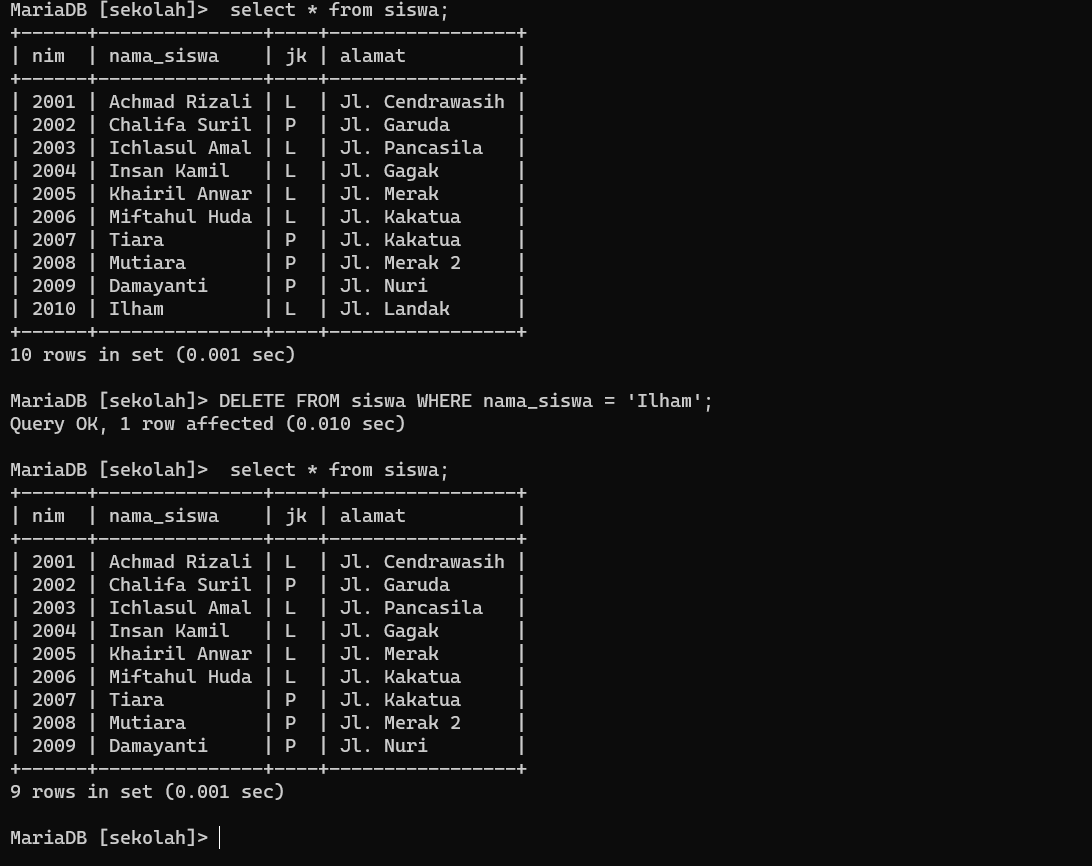 MariaDB [sekolah]>  select * from siswa;
+------+---------------+----+-----------------+
| nim  | nama_siswa    | jk | alamat          |
+------+---------------+----+-----------------+
| 2001 | Achmad Rizali | L  | Jl. Cendrawasih |
| 2002 | Chalifa Suril | P  | Jl. Garuda      |
| 2003 | Ichlasul Amal | L  | Jl. Pancasila   |
| 2004 | Insan Kamil   | L  | Jl. Gagak       |
| 2005 | Khairil Anwar | L  | Jl. Merak       |
| 2006 | Miftahul Huda | L  | Jl. Kakatua     |
| 2007 | Tiara         | P  | Jl. Kakatua     |
| 2008 | Mutiara       | P  | Jl. Merak 2     |
| 2009 | Damayanti     | P  | Jl. Nuri        |
| 2010 | Ilham         | L  | Jl. Landak      |
+------+---------------+----+-----------------+
10 rows in set (0.001 sec)

MariaDB [sekolah]> DELETE FROM siswa WHERE nama_siswa = 'Ilham';
Query OK, 1 row affected (0.010 sec)

MariaDB [sekolah]>  select * from siswa;
+------+---------------+----+-----------------+
| nim  | nama_siswa    | jk | alamat          |
+------+---------------+----+-----------------+
| 2001 | Achmad Rizali | L  | Jl. Cendrawasih |
| 2002 | Chalifa Suril | P  | Jl. Garuda      |
| 2003 | Ichlasul Amal | L  | Jl. Pancasila   |
| 2004 | Insan Kamil   | L  | Jl. Gagak       |
| 2005 | Khairil Anwar | L  | Jl. Merak       |
| 2006 | Miftahul Huda | L  | Jl. Kakatua     |
| 2007 | Tiara         | P  | Jl. Kakatua     |
| 2008 | Mutiara       | P  | Jl. Merak 2     |
| 2009 | Damayanti     | P  | Jl. Nuri        |
+------+---------------+----+-----------------+
9 rows in set (0.001 sec)

MariaDB [sekolah]>